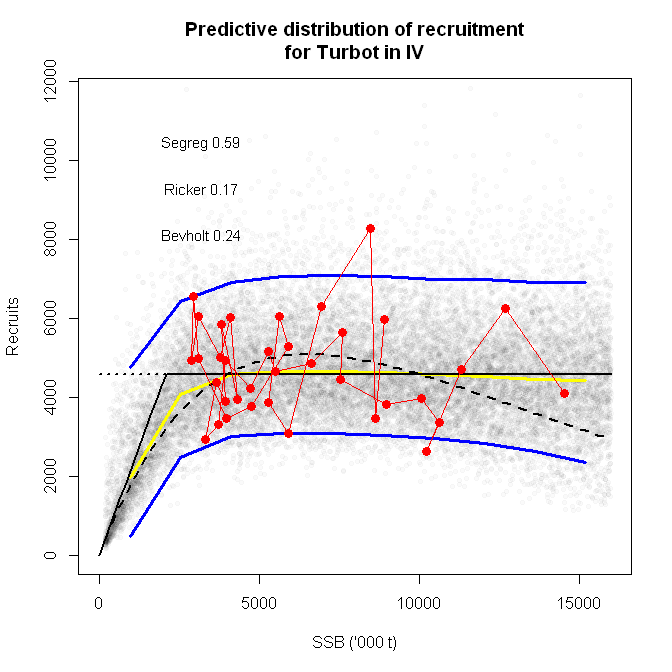 Predictive distribution of recruitment
for Turbot in IV
12000
10000
8000
6000
4000
2000
0
Recruits
Segreg 0.59
Ricker 0.17
Bevholt 0.24
0
5000
10000
15000
SSB ('000 t)